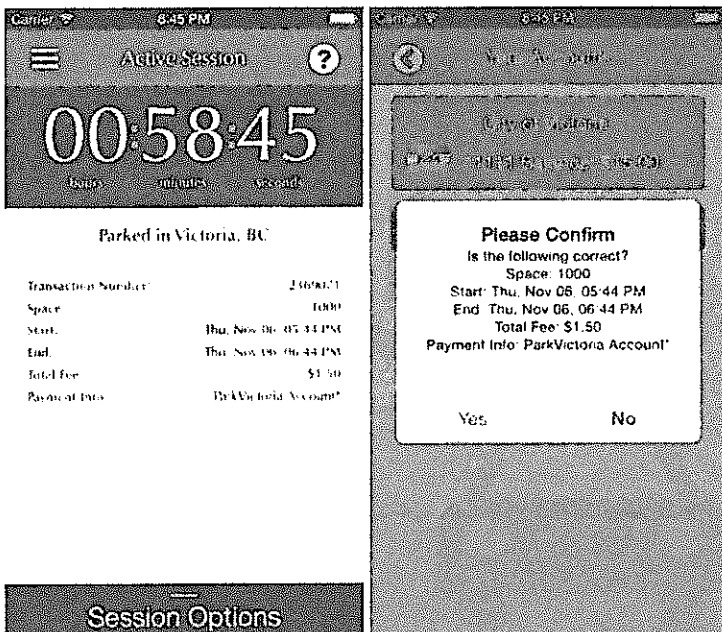 Carrier 8:45 PM
Active Session
?
00:58:45
hours minutes seconds
Parked in Victoria, BC
Transaction Number:
Space 1000
Start: Thu, Nov 06, 05:44 PM
End: Thu, Nov 06, 06:44 PM
Total Fee $1.50
Payment Info ParkVictoria Account*
Session Options
8:45 PM
Please Confirm
Is the following correct?
Space: 1000
Start: Thu, Nov 06, 05:44 PM
End: Thu, Nov 06, 06:44 PM
Total Fee: $1.50
Payment Info: ParkVictoria Account*
Yes No